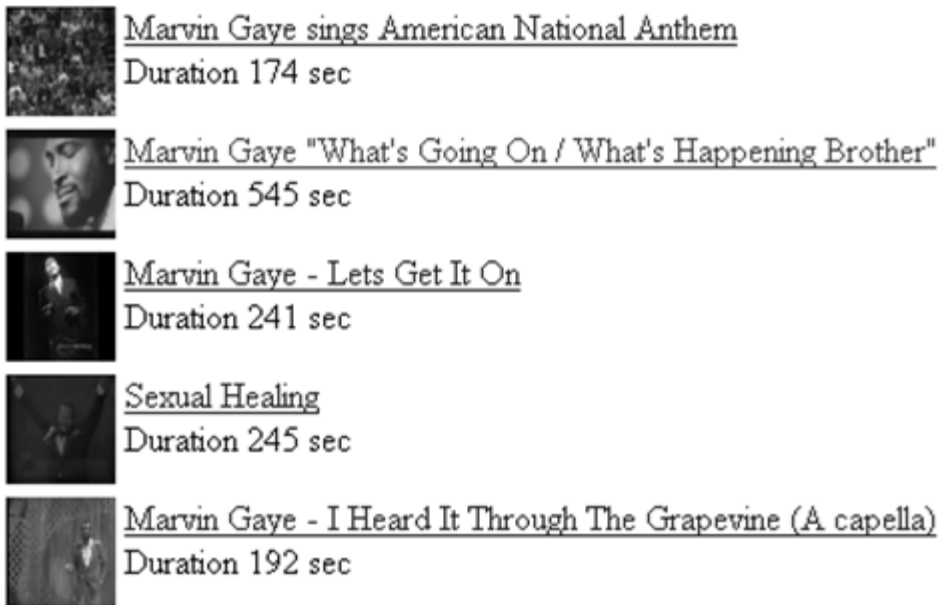 Marvin Gaye sings American National Anthem
Duration 174 sec
Marvin Gaye "What's Going On / What's Happening Brother"
Duration 545 sec
Marvin Gaye - Lets Get It On
Duration 241 sec
Sexual Healing
Duration 245 sec
Marvin Gaye - I Heard It Through The Grapevine (A capella)
Duration 192 sec